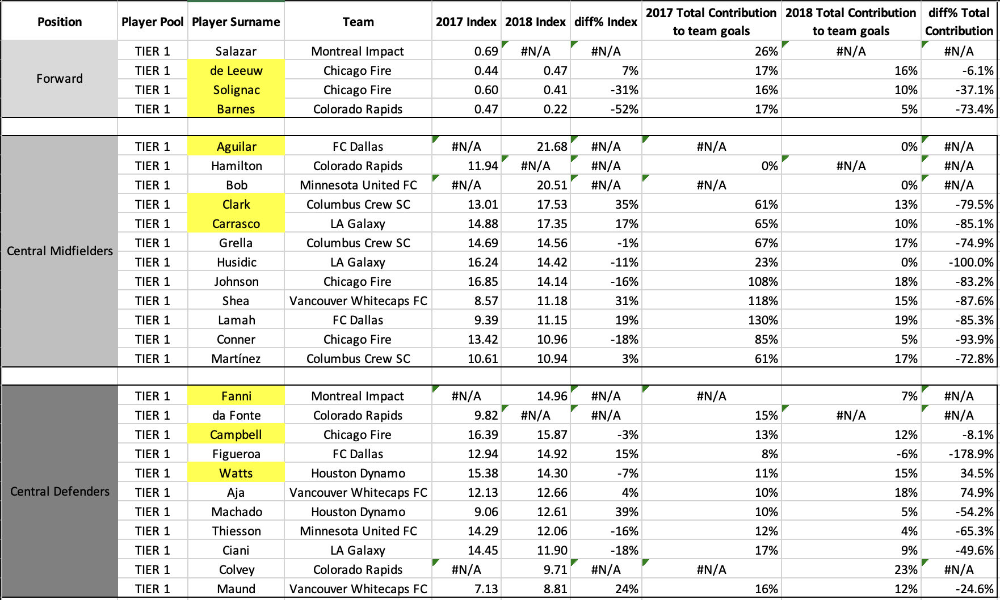 Position Player Pool Player Surname Team 2017 Index 2018 Index diff% Index 2017 Total Contribution to team goals 2018 Total Contribution to team goals diff% Total Contribution
Forward
TIER 1 Salazar Montreal Impact 0.69 #N/A #N/A 26% #N/A #N/A
TIER 1 de Leeuw Chicago Fire 0.44 0.47 7% 17% 16% -6.1%
TIER 1 Solignac Chicago Fire 0.60 0.41 -31% 16% 10% -37.1%
TIER 1 Barnes Colorado Rapids 0.47 0.22 -52% 17% 5% -73.4%
Central Midfielders
TIER 1 Aguilar FC Dallas #N/A 21.68 #N/A #N/A 0% #N/A
TIER 1 Hamilton Colorado Rapids 11.94 #N/A #N/A 0% #N/A #N/A
TIER 1 Bob Minnesota United FC #N/A 20.51 #N/A #N/A 0% #N/A
TIER 1 Clark Columbus Crew SC 13.01 17.53 35% 61% 13% -79.5%
TIER 1 Carrasco LA Galaxy 14.88 17.35 17% 65% 10% -85.1%
TIER 1 Grella Columbus Crew SC 14.69 14.56 -1% 67% 17% -74.9%
TIER 1 Husidic LA Galaxy 16.24 14.42 -11% 23% 0% -100.0%
TIER 1 Johnson Chicago Fire 16.85 14.14 -16% 108% 18% -83.2%
TIER 1 Shea Vancouver Whitecaps FC 8.57 11.18 31% 118% 15% -87.6%
TIER 1 Lamah FC Dallas 9.39 11.15 19% 130% 19% -85.3%
TIER 1 Conner Chicago Fire 13.42 10.96 -18% 85% 5% -93.9%
TIER 1 Martínez Columbus Crew SC 10.61 10.94 3% 61% 17% -72.8%
Central Defenders
TIER 1 Fanni Montreal Impact #N/A 14.96 #N/A #N/A 7% #N/A
TIER 1 da Fonte Colorado Rapids 9.82 #N/A #N/A 15% #N/A #N/A
TIER 1 Campbell Chicago Fire 16.39 15.87 -3% 13% 12% -8.1%
TIER 1 Figueroa FC Dallas 12.94 14.92 15% 8% -6% -178.9%
TIER 1 Watts Houston Dynamo 15.38 14.30 -7% 11% 15% 34.5%
TIER 1 Aja Vancouver Whitecaps FC 12.13 12.66 4% 10% 18% 74.9%
TIER 1 Machado Houston Dynamo 9.06 12.61 39% 10% 5% -54.2%
TIER 1 Thiesson Minnesota United FC 14.29 12.06 -16% 12% 4% -65.3%
TIER 1 Ciani LA Galaxy 14.45 11.90 -18% 17% 9% -49.6%
TIER 1 Colvey Colorado Rapids #N/A 9.71 #N/A #N/A 23% #N/A
TIER 1 Maund Vancouver Whitecaps FC 7.13 8.81 24% 16% 12% -24.6%